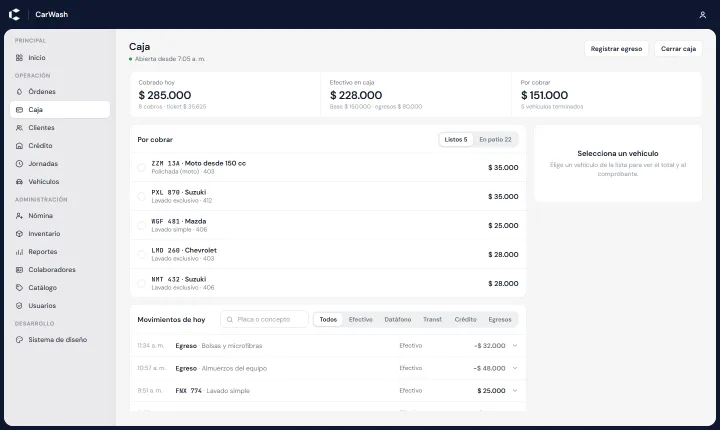 CarWash
PRINCIPAL
Inicio
OPERACIÓN
Órdenes
Caja
Clientes
Crédito
Jornadas
Vehículos
ADMINISTRACIÓN
Nómina
Inventario
Reportes
Colaboradores
Catálogo
Usuarios
DESARROLLO
Sistema de diseño
Caja
Abierta desde 7:05 a. m.
Registrar egreso
Cerrar caja
Cobrado hoy
$ 285.000
8 cobros · ticket $ 35.625
Efectivo en caja
$ 228.000
Base $ 150.000 · egresos $ 80.000
Por cobrar
$ 151.000
5 vehículos terminados
Por cobrar
Listos 5
En patio 22
ZZM 13A · Moto desde 150 cc
Polichada (moto) · 403
$ 35.000
PXL 870 · Suzuki
Lavado exclusivo · 412
$ 35.000
WGF 481 · Mazda
Lavado simple · 406
$ 25.000
LMD 260 · Chevrolet
Lavado exclusivo · 403
$ 28.000
NMT 432 · Suzuki
Lavado exclusivo · 406
$ 28.000
Selecciona un vehículo
Elige un vehículo de la lista para ver el total y el
comprobante.
Movimientos de hoy
Placa o concepto
Todos
Efectivo
Datáfono
Transf.
Crédito
Egresos
11:34 a. m.
Egreso · Bolsas y microfibras
Efectivo
-$ 32.000
10:57 a. m.
Egreso · Almuerzos del equipo
Efectivo
-$ 48.000
9:51 a. m.
FNX 774 · Lavado simple
Efectivo
$ 25.000